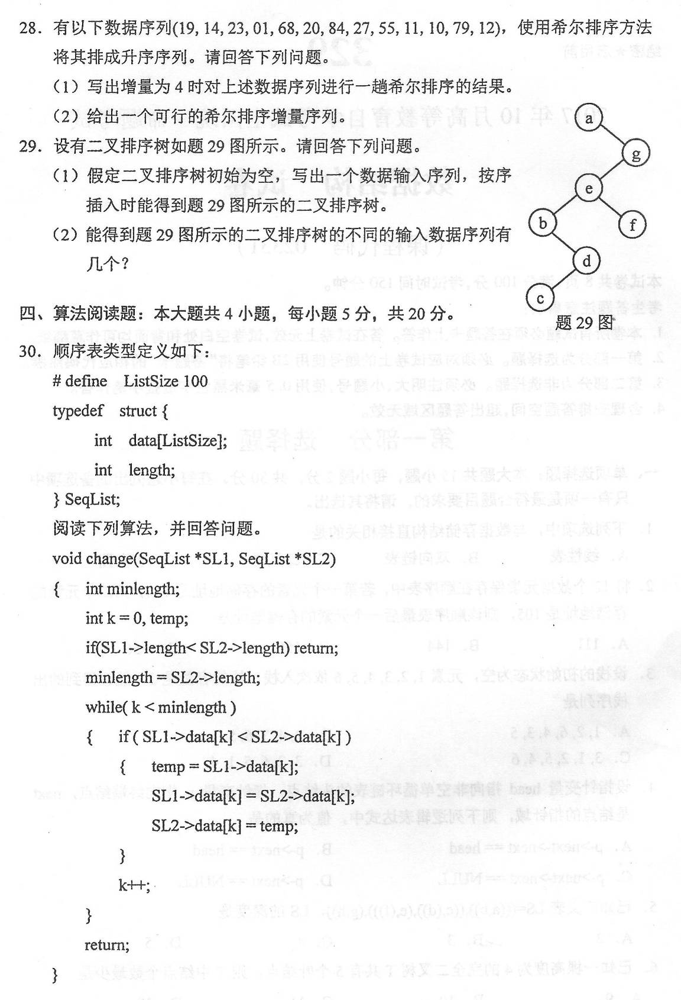 28．有以下数据序列(19, 14, 23, 01, 68, 20, 84, 27, 55, 11, 10, 79, 12)，使用希尔排序方法
将其排成升序序列。请回答下列问题。
（1）写出增量为 4 时对上述数据序列进行一趟希尔排序的结果。
（2）给出一个可行的希尔排序增量序列。
29．设有二叉排序树如题 29 图所示。请回答下列问题。
（1）假定二叉排序树初始为空，写出一个数据输入序列，按序
插入时能得到题 29 图所示的二叉排序树。
（2）能得到题 29 图所示的二叉排序树的不同的输入数据序列有
几个？
a
g
e
b
f
d
c
题 29 图
四、算法阅读题：本大题共 4 小题，每小题 5 分，共 20 分。
30．顺序表类型定义如下：
# define ListSize 100
typedef struct {
int data[ListSize];
int length;
} SeqList;
阅读下列算法，并回答问题。
void change(SeqList *SL1, SeqList *SL2)
{ int minlength;
int k = 0, temp;
if(SL1->length< SL2->length) return;
minlength = SL2->length;
while( k < minlength )
{ if ( SL1->data[k] < SL2->data[k] )
{ temp = SL1->data[k];
SL1->data[k] = SL2->data[k];
SL2->data[k] = temp;
}
k++;
}
return;
}